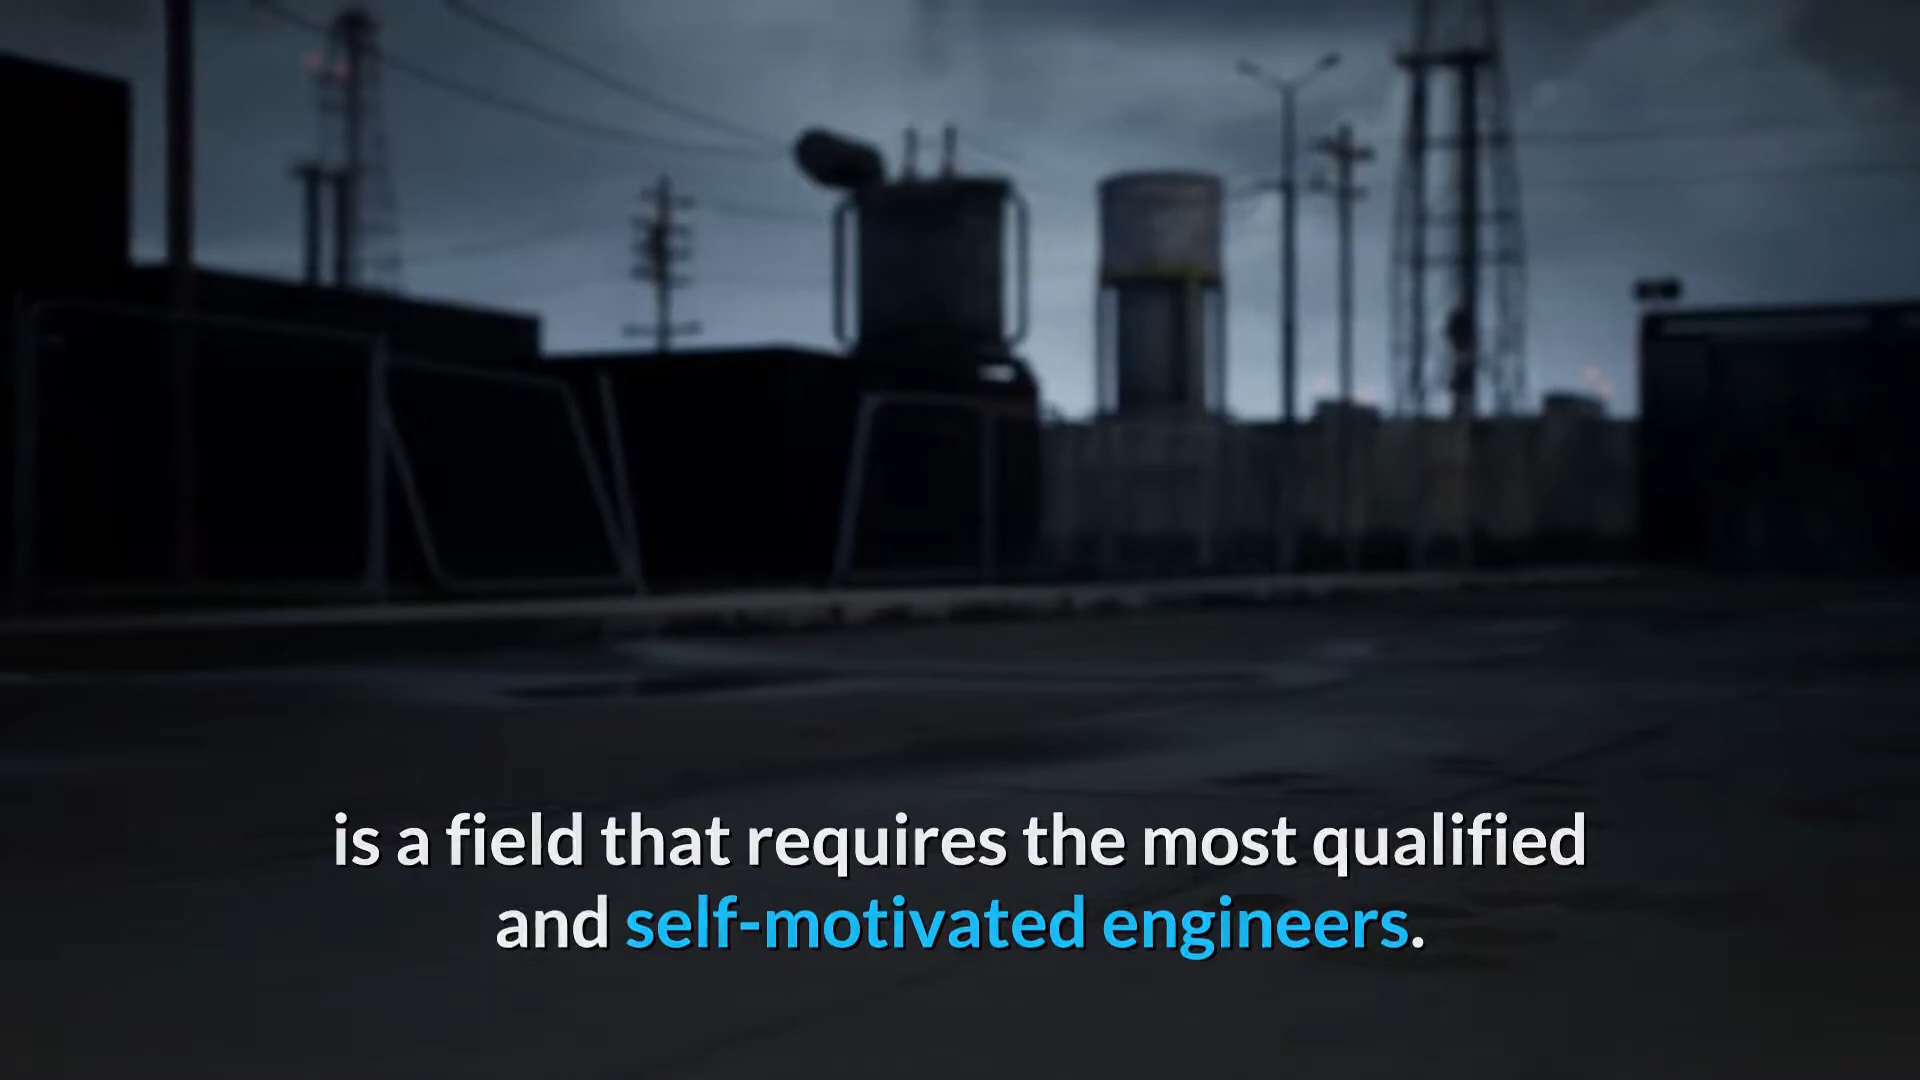 is a field that requires the most qualified
and self-motivated engineers.